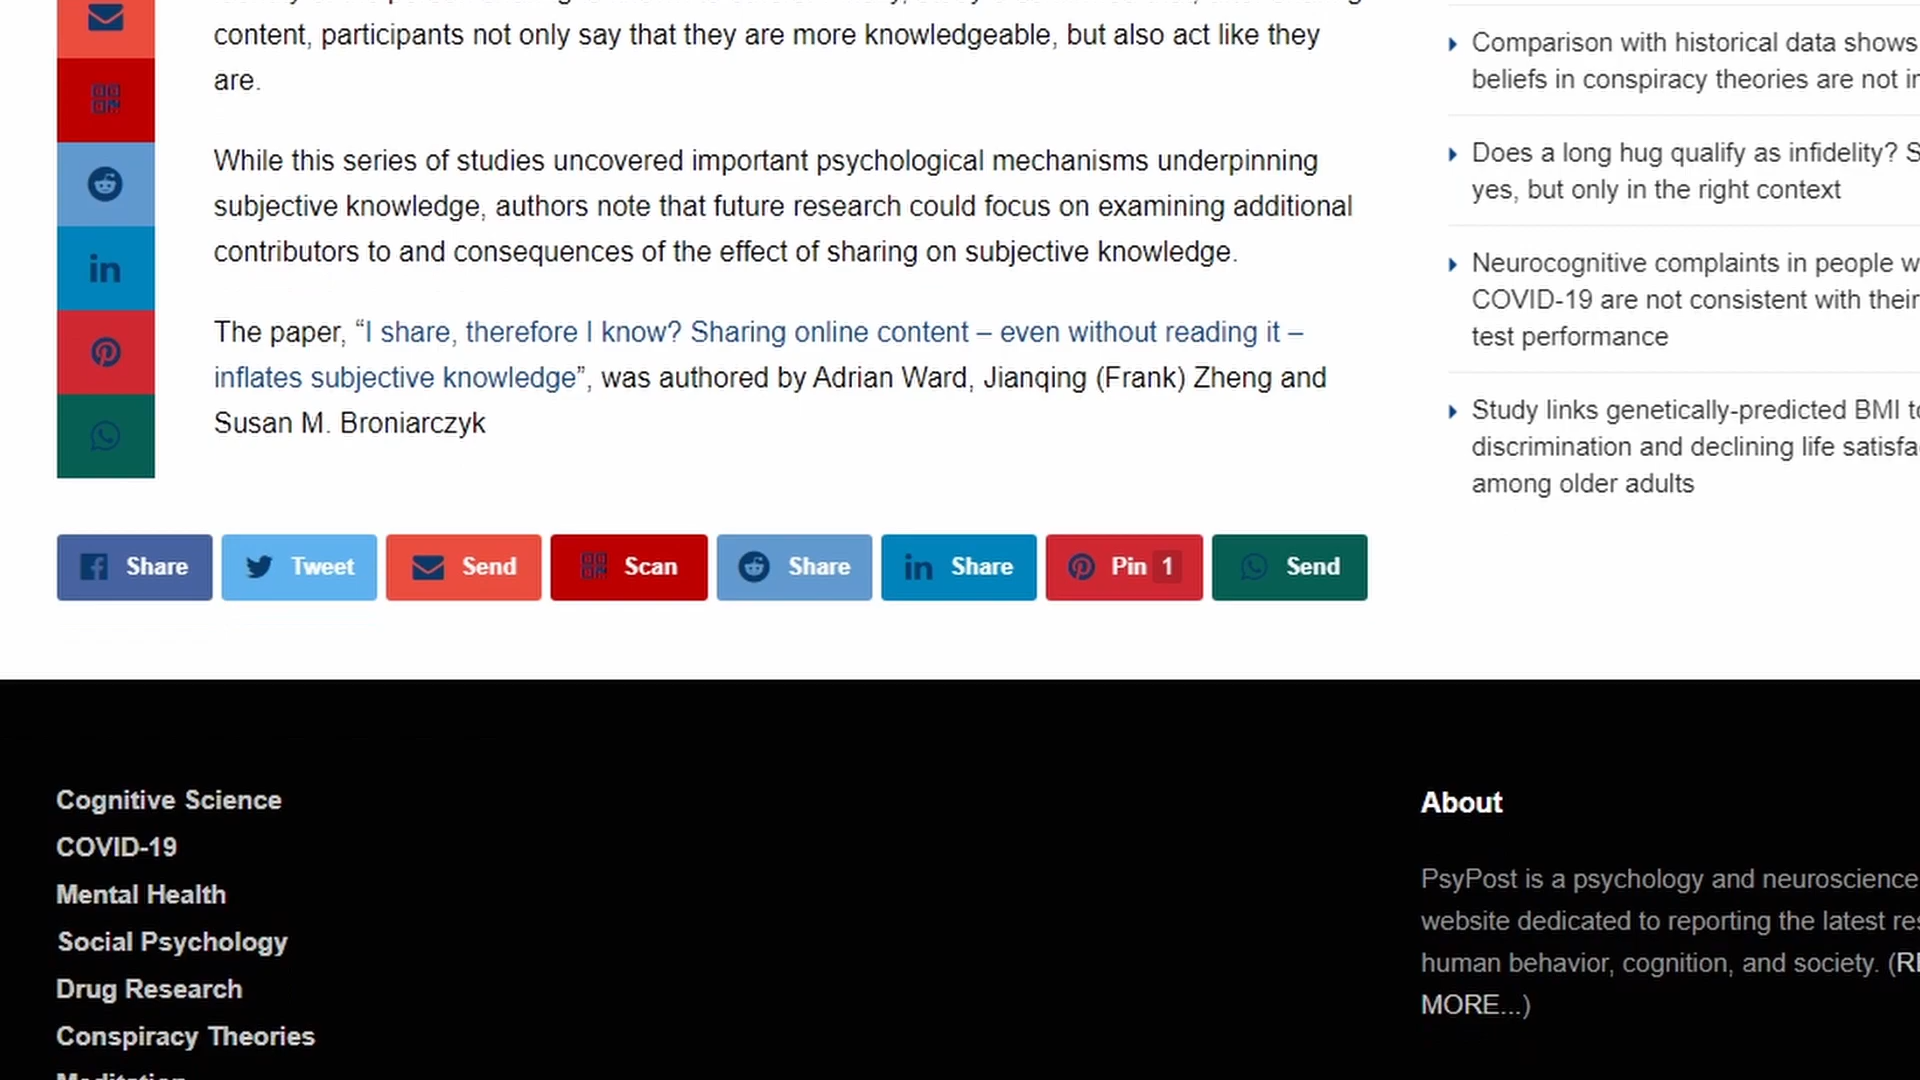 content, participants not only say that they are more knowledgeable, but also act like they
are.
While this series of studies uncovered important psychological mechanisms underpinning
subjective knowledge, authors note that future research could focus on examining additional
contributors to and consequences of the effect of sharing on subjective knowledge.
The paper, “I share, therefore I know? Sharing online content – even without reading it –
inflates subjective knowledge”, was authored by Adrian Ward, Jianqing (Frank) Zheng and
Susan M. Broniarczyk
Share
Tweet
Send
Scan
Share
Share
Pin 1
Send
Comparison with historical data shows
beliefs in conspiracy theories are not
Does a long hug qualify as infidelity?
yes, but only in the right context
Neurocognitive complaints in people
COVID-19 are not consistent with their
test performance
Study links genetically-predicted BMI
discrimination and declining life
among older adults
Cognitive Science
COVID-19
Mental Health
Social Psychology
Drug Research
Conspiracy Theories
About
PsyPost is a psychology and neuroscience
website dedicated to reporting the latest
human behavior, cognition, and society.
MORE...)